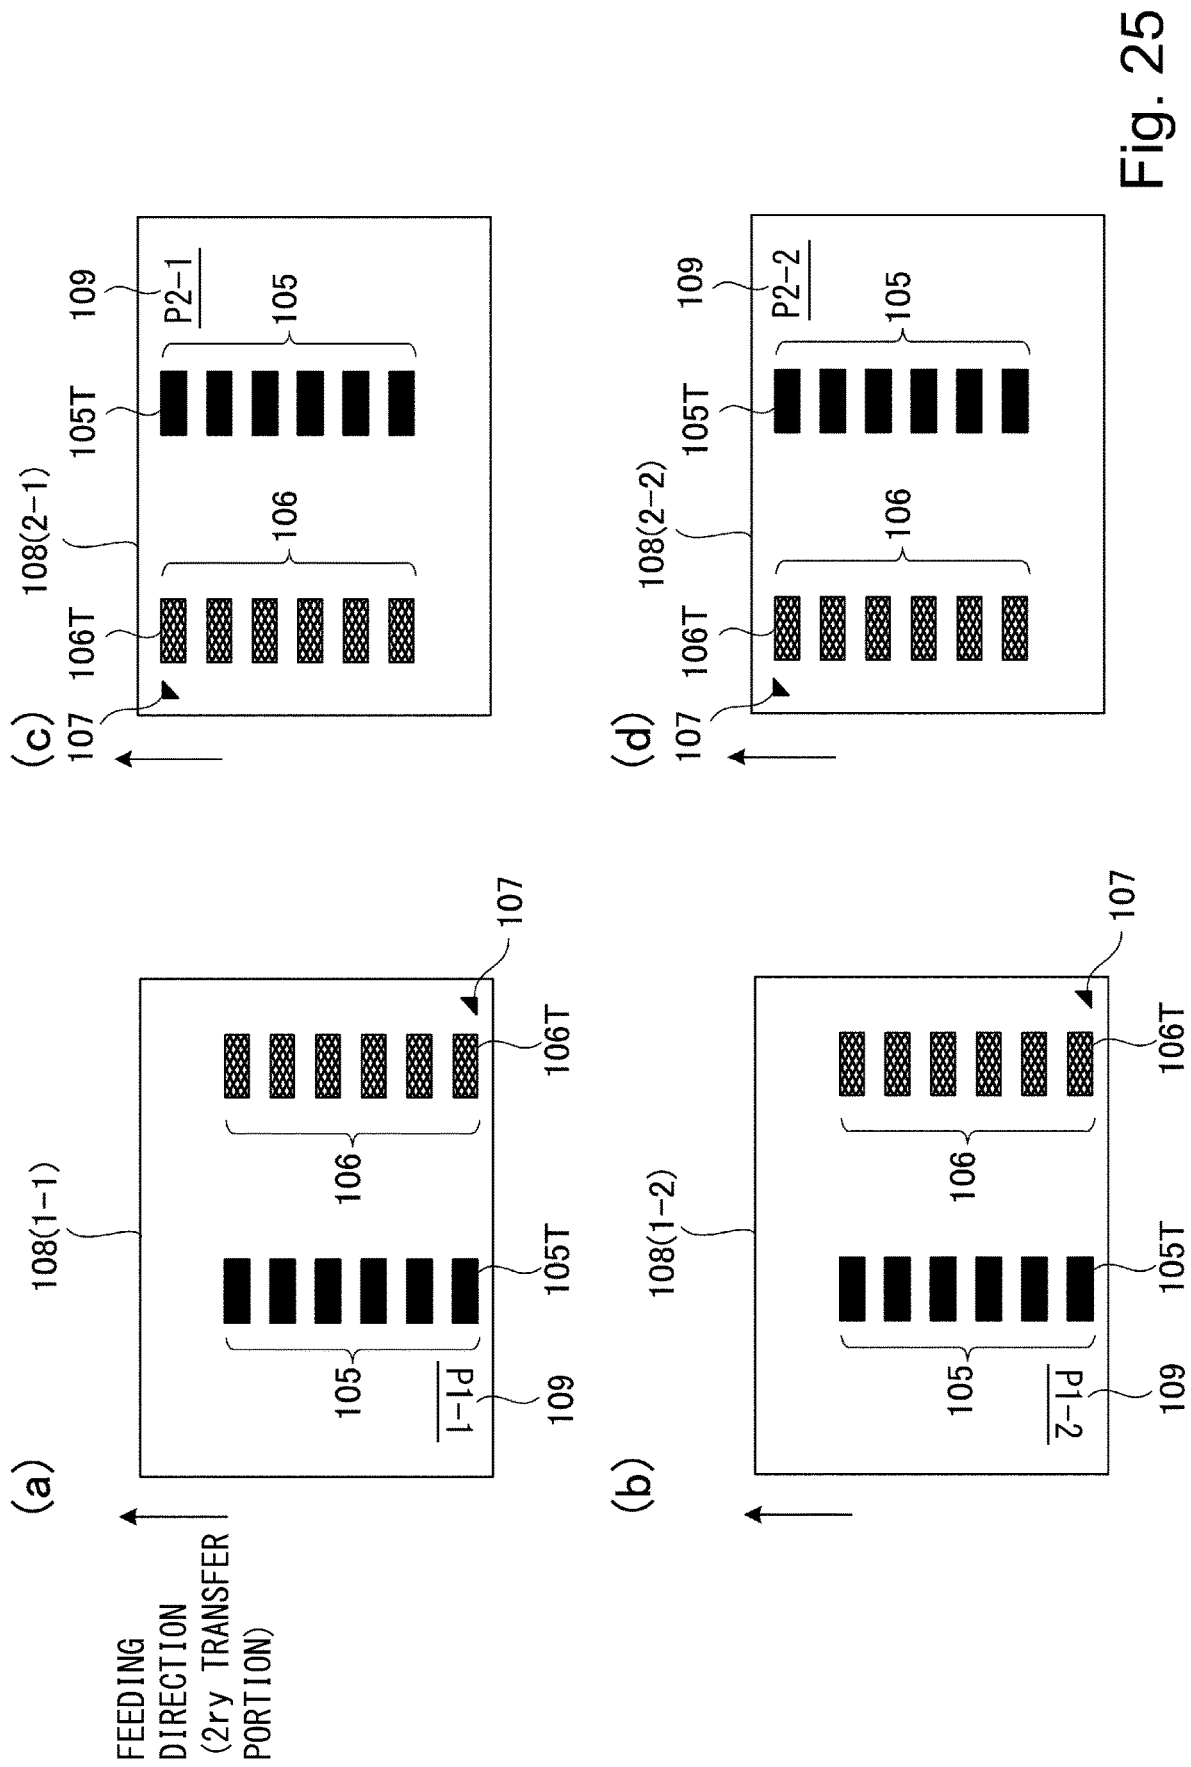 (a)
FEEDING
DIRECTION
(2ry TRANSFER
PORTION)
108(1-1)
105
106
P1-1
109
105T
106T
107
(b)
108(1-2)
105
106
P1-2
109
105T
106T
107
(c)
107
106T
108(2-1)
105T
109
P2-1
106
105
(d)
107
106T
108(2-2)
105T
109
P2-2
106
105
Fig. 25